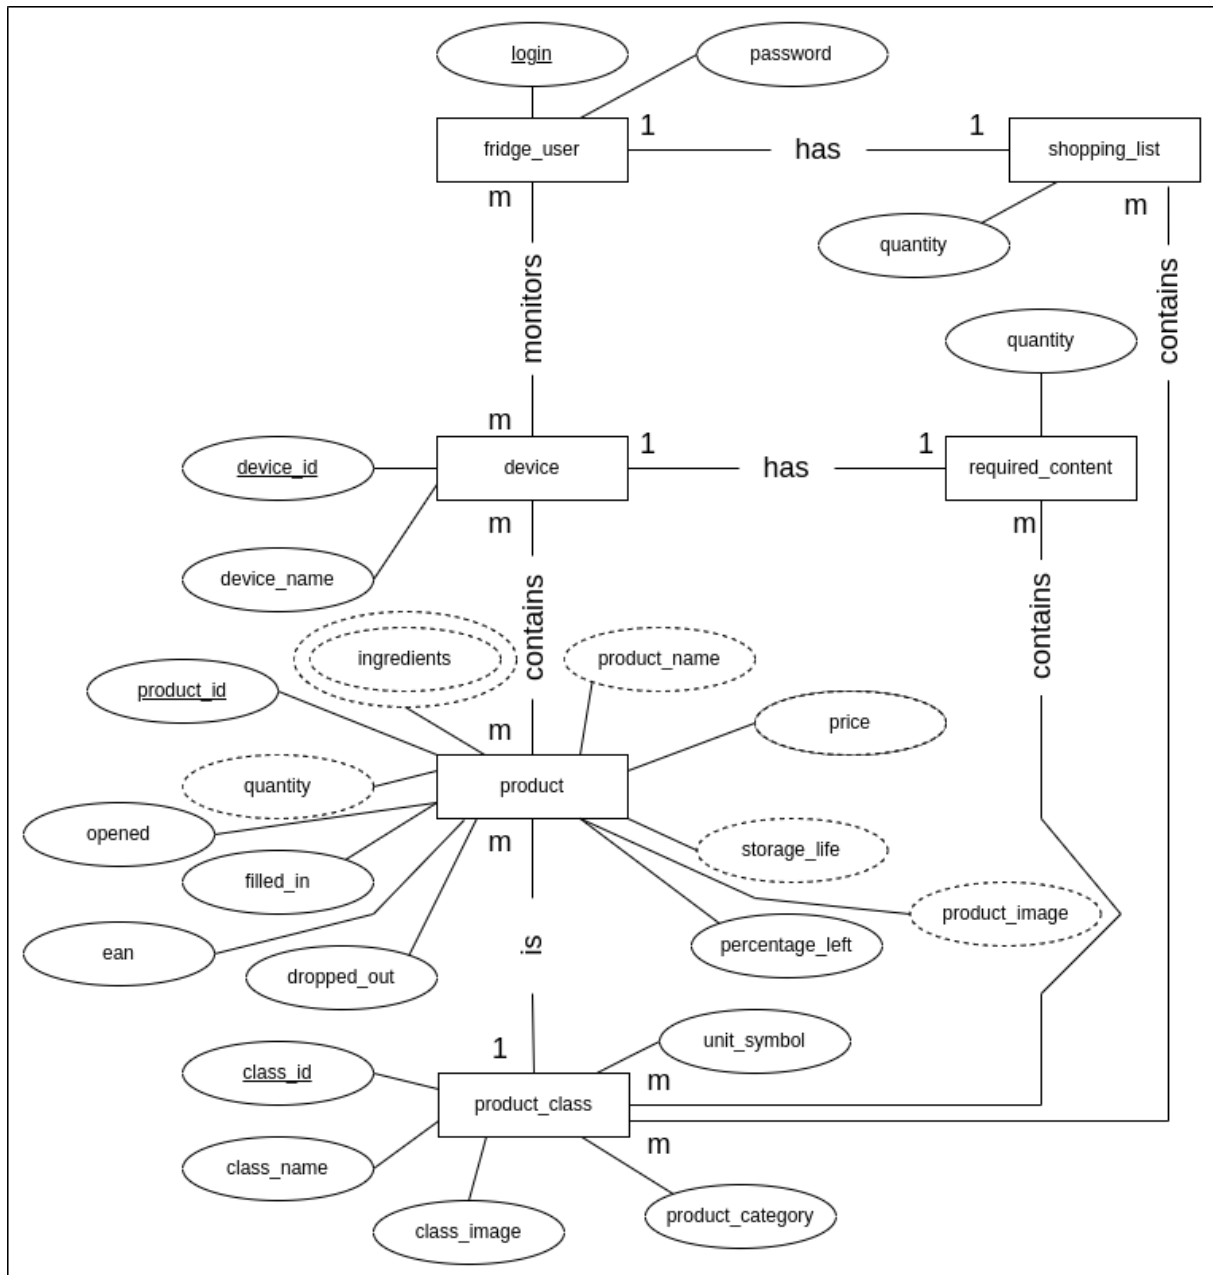 login
password
fridge_user
1
has
1
shopping_list
m
m
quantity
monitors
contains
quantity
m
device_id
device
1
has
1
required_content
m
m
device_name
contains
contains
ingredients
product_name
product_id
m
price
quantity
product
opened
m
storage_life
filled_in
product_image
ean
is
percentage_left
dropped_out
unit_symbol
1
class_id
m
product_class
m
class_name
class_image
product_category